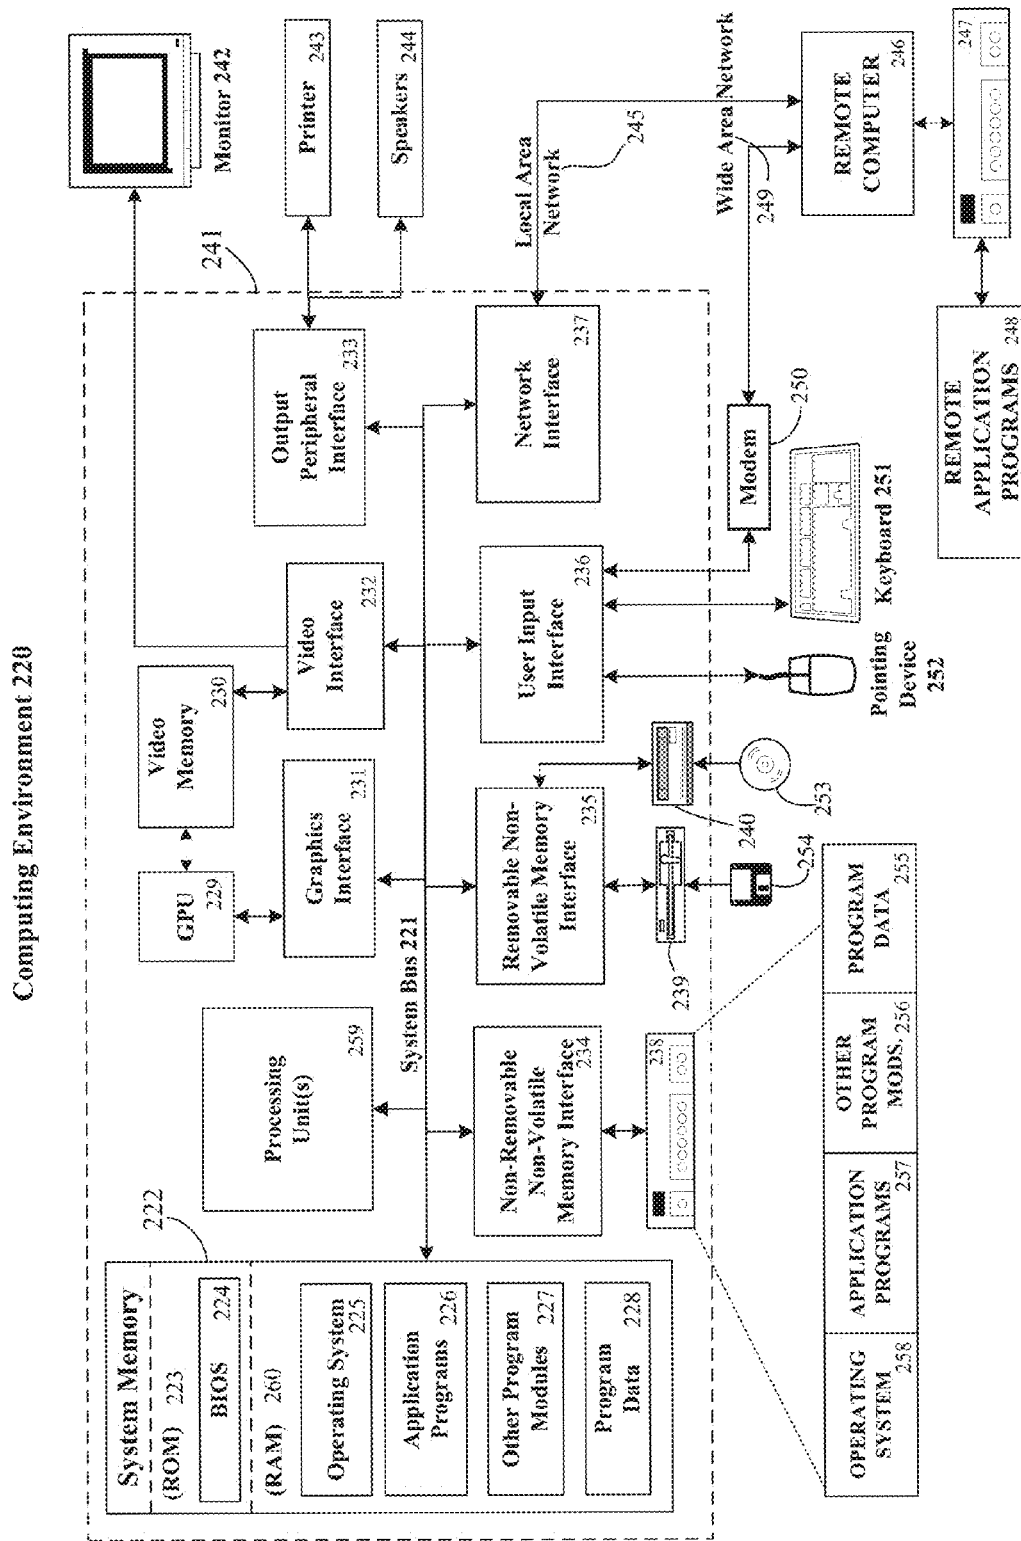 Computing Environment 220
System Memory
222
(ROM) 223
BIOS 224
(RAM) 260
Operating System
225
Application
Programs 226
Other Program
Modules 227
Program
Data 228
Processing
Unit(s)
259
GPU
229
Video
Memory
230
Graphics
Interface
231
Video
Interface
232
Output
Peripheral
Interface
233
241
Monitor 242
Printer
243
Speakers
244
System Bus 221
Non-Removable
Non-Volatile
Memory Interface
234
Removable Non-
Volatile Memory
Interface
235
User Input
Interface
236
Network
Interface
237
Local Area
Network
245
Wide Area Network
249
238
239
240
253
254
Pointing
Device
252
Keyboard 251
Modem
250
REMOTE
COMPUTER
246
247
REMOTE
APPLICATION
PROGRAMS
248
OPERATING
SYSTEM
258
APPLICATION
PROGRAMS
257
OTHER
PROGRAM
MODS.
256
PROGRAM
DATA
255